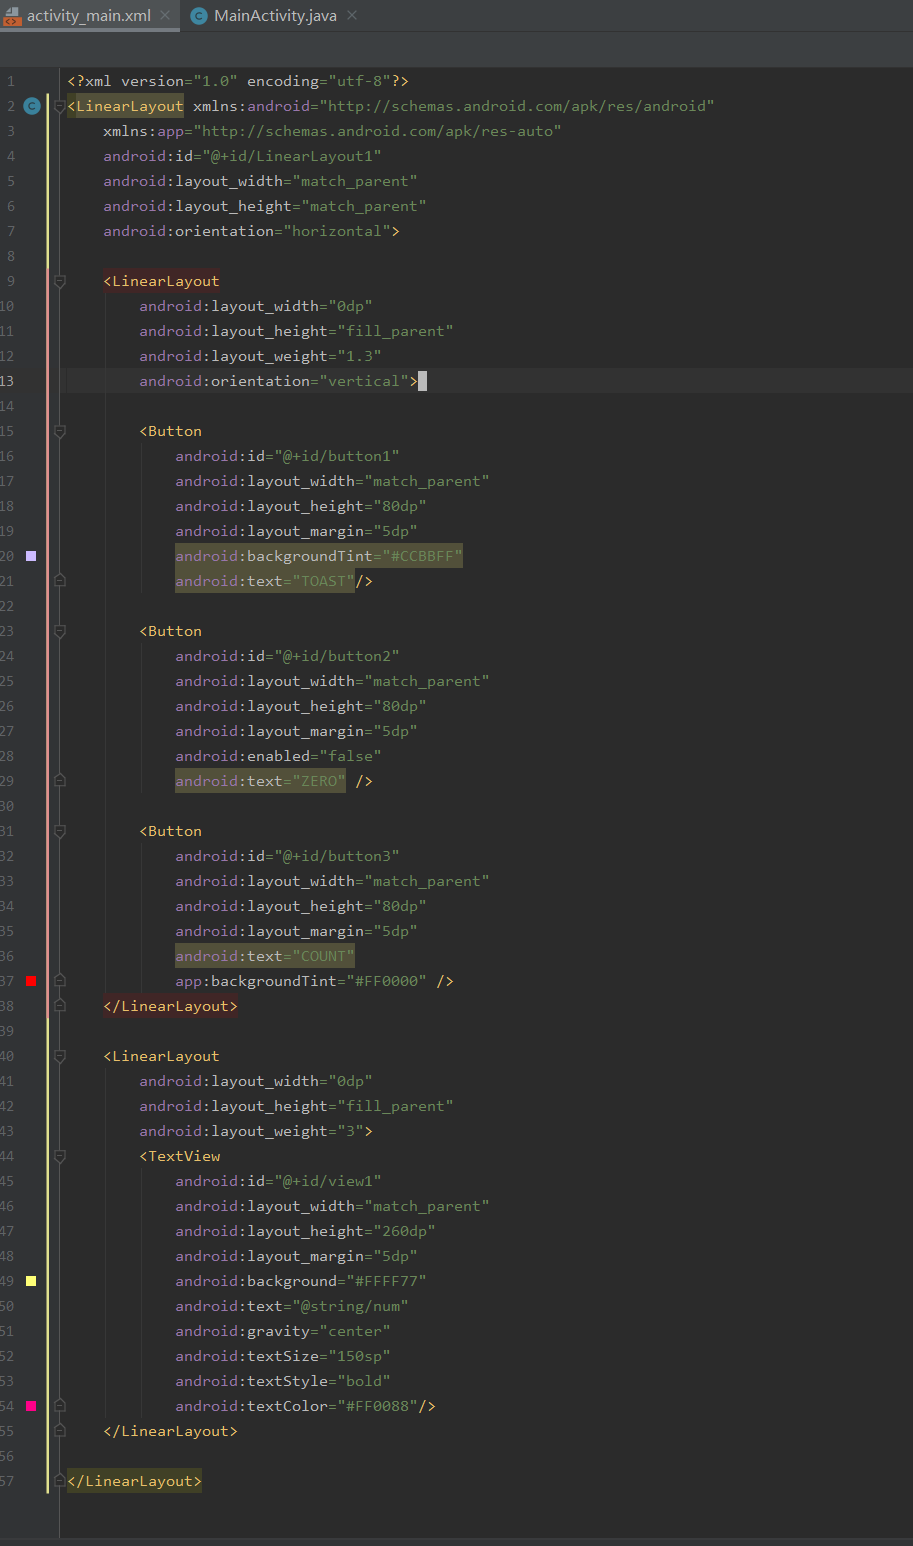 activity_main.xml MainActivity.java
1 <?xml version="1.0" encoding="utf-8"?>
2 <LinearLayout xmlns:android="http://schemas.android.com/apk/res/android"
3 xmlns:app="http://schemas.android.com/apk/res-auto"
4 android:id="@+id/LinearLayout1"
5 android:layout_width="match_parent"
6 android:layout_height="match_parent"
7 android:orientation="horizontal">
8
9 <LinearLayout
10 android:layout_width="0dp"
11 android:layout_height="fill_parent"
12 android:layout_weight="1.3"
13 android:orientation="vertical">
14
15 <Button
16 android:id="@+id/button1"
17 android:layout_width="match_parent"
18 android:layout_height="80dp"
19 android:layout_margin="5dp"
20 android:backgroundTint="#CCBBFF"
21 android:text="TOAST"/>
22
23 <Button
24 android:id="@+id/button2"
25 android:layout_width="match_parent"
26 android:layout_height="80dp"
27 android:layout_margin="5dp"
28 android:enabled="false"
29 android:text="ZERO" />
30
31 <Button
32 android:id="@+id/button3"
33 android:layout_width="match_parent"
34 android:layout_height="80dp"
35 android:layout_margin="5dp"
36 android:text="COUNT"
37 app:backgroundTint="#FF0000" />
38 </LinearLayout>
39
40 <LinearLayout
41 android:layout_width="0dp"
42 android:layout_height="fill_parent"
43 android:layout_weight="3">
44 <TextView
45 android:id="@+id/view1"
46 android:layout_width="match_parent"
47 android:layout_height="260dp"
48 android:layout_margin="5dp"
49 android:background="#FFFF77"
50 android:text="@string/num"
51 android:gravity="center"
52 android:textSize="150sp"
53 android:textStyle="bold"
54 android:textColor="#FF0088"/>
55 </LinearLayout>
56
57 </LinearLayout>